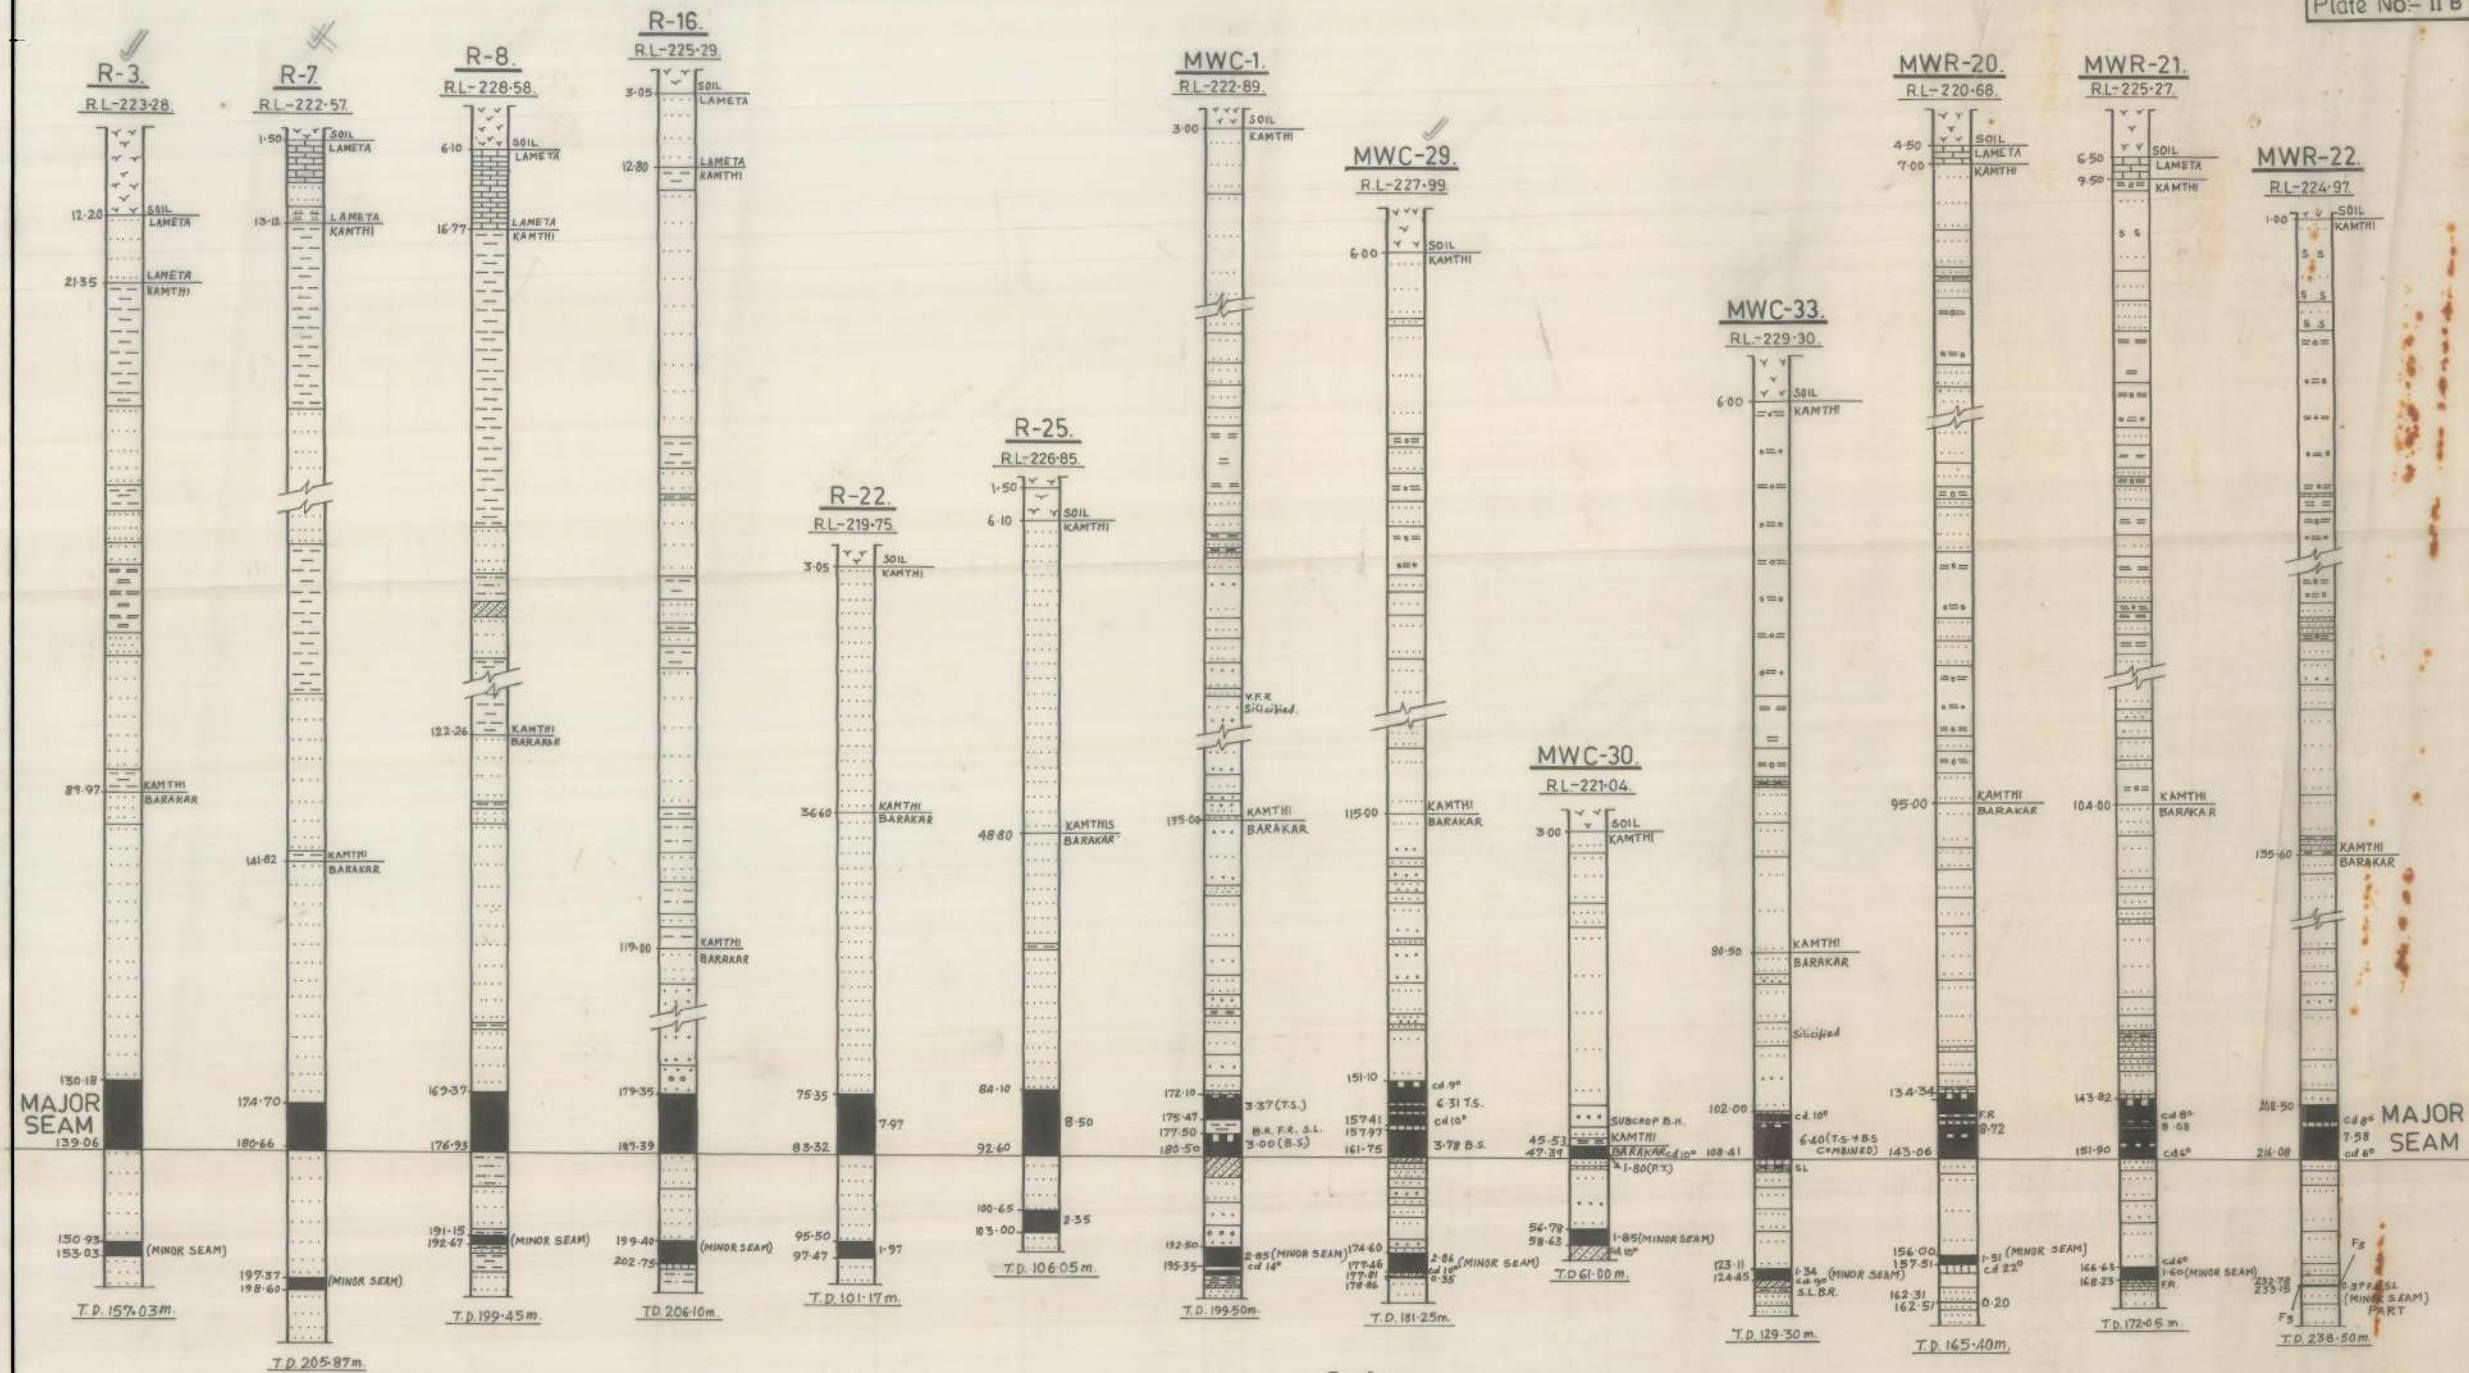 Plate No:- II B
R-3.
R.L-223·28.
12·20
SOIL
LAMETA
21·35
LAMETA
KAMTHI
89·97
KAMTHI
BARAKAR
130·18
MAJOR
SEAM
139·06
150·93
153·03
(MINOR SEAM)
T.D. 157·03m.
R-7.
R.L-222·57.
1·50
SOIL
LAMETA
13·12
LAMETA
KAMTHI
141·82
KAMTHI
BARAKAR
174·70
180·66
197·37
198·60
(MINOR SEAM)
T.D. 205·87m.
R-8.
R.L-228·58.
6·10
SOIL
LAMETA
16·77
LAMETA
KAMTHI
122·26
KAMTHI
BARAKAR
169·37
176·93
191·15
192·67
(MINOR SEAM)
T.D. 199·45m.
R-16.
R.L-225·29.
3·05
SOIL
LAMETA
12·80
LAMETA
KAMTHI
119·00
KAMTHI
BARAKAR
179·35
187·39
199·40
202·75
(MINOR SEAM)
T.D. 206·10m.
R-22.
R.L-219·75.
3·05
SOIL
KAMTHI
36·60
KAMTHI
BARAKAR
75·35
7·97
83·32
95·50
97·47
1·97
T.D. 101·17m.
R-25.
R.L-226·85.
1·50
6·10
SOIL
KAMTHI
48·80
KAMTHIS
BARAKAR
84·10
8·50
92·60
100·65
103·00
2·35
T.D. 106·05m.
MWC-1.
R.L-222·89.
3·00
SOIL
KAMTHI
V.F.R
Silicified.
135·00
KAMTHI
BARAKAR
172·10
3·37(T.S.)
175·47
177·50
B.R. F.R. S.L.
3·00(B.S)
180·50
192·50
2·85(MINOR SEAM)
195·35
cd 14°
T.D. 199·50m.
MWC-29.
R.L-227·99.
6·00
SOIL
KAMTHI
115·00
KAMTHI
BARAKAR
151·10
cd 9°
6·31 T.S.
157·41
cd10°
157·97
161·75
3·78 B.S.
174·60
2·86 (MINOR SEAM)
177·46
cd 10°
177·81
0·35
178·86
T.D. 181·25m.
MWC-30.
R.L-221·04.
3·00
SOIL
KAMTHI
SUBCROP B.H.
45·53
KAMTHI
47·39
BARAKAR cd10°
1·80(P.T.)
56·78
58·63
1·85(MINOR SEAM)
cd 10°
T.D 61·00 m.
MWC-33.
R.L.-229·30.
6·00
SOIL
KAMTHI
80·50
KAMTHI
BARAKAR
Silicified
102·00
cd 10°
6·40(T.S+B.S
COMBINED)
108·41
SL
123·11
124·45
1·34 (MINOR SEAM)
cd 9°
S.L.B.R.
T.D. 129·30 m.
MWR-20.
R.L-220·68.
4·50
SOIL
LAMETA
7·00
KAMTHI
95·00
KAMTHI
BARAKAR
134·34
F.R
8·72
143·06
156·00
157·51
1·51 (MINOR SEAM)
cd 22°
162·31
162·51
0·20
T.D. 165·40m.
MWR-21.
R.L-225·27.
6·50
SOIL
LAMETA
9·50
KAMTHI
104·00
KAMTHI
BARAKAR
143·82
cd 8°
8·08
151·90
cd 6°
cd6°
166·63
1·60(MINOR SEAM)
168·23
F.R.
T.D. 172·05 m.
MWR-22.
R.L-224·97.
1·00
SOIL
KAMTHI
135·60
KAMTHI
BARAKAR
208·50
cd 8°
7·58
216·08
cd 6°
MAJOR
SEAM
F3
232·78
233·15
0·37 F.R. SL
(MINOR SEAM)
PART
F3
T.D. 238·50m.